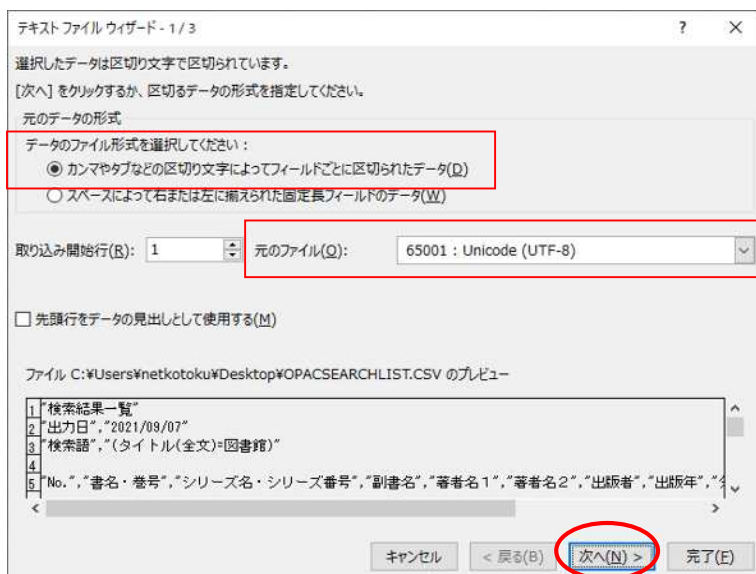 テキスト ファイル ウィザード - 1 / 3 ? ×
選択したデータは区切り文字で区切られています。
[次へ] をクリックするか、区切るデータの形式を指定してください。
元のデータの形式
データのファイル形式を選択してください：
カンマやタブなどの区切り文字によってフィールドごとに区切られたデータ(D)
スペースによって右または左に揃えられた固定長フィールドのデータ(W)
取り込み開始行(R): 1 元のファイル(O): 65001 : Unicode (UTF-8)
先頭行をデータの見出しとして使用する(M)
ファイル C:¥Users¥netkotoku¥Desktop¥OPACSEARCHLIST.CSV のプレビュー
1 "検索結果一覧"
2 "出力日","2021/09/07"
3 "検索語","(タイトル(全文)=図書館)"
4
5 "No.","書名・巻号","シリーズ名・シリーズ番号","副書名","著者名１","著者名２","出版者","出版年","
キャンセル < 戻る(B) 次へ(N) > 完了(F)